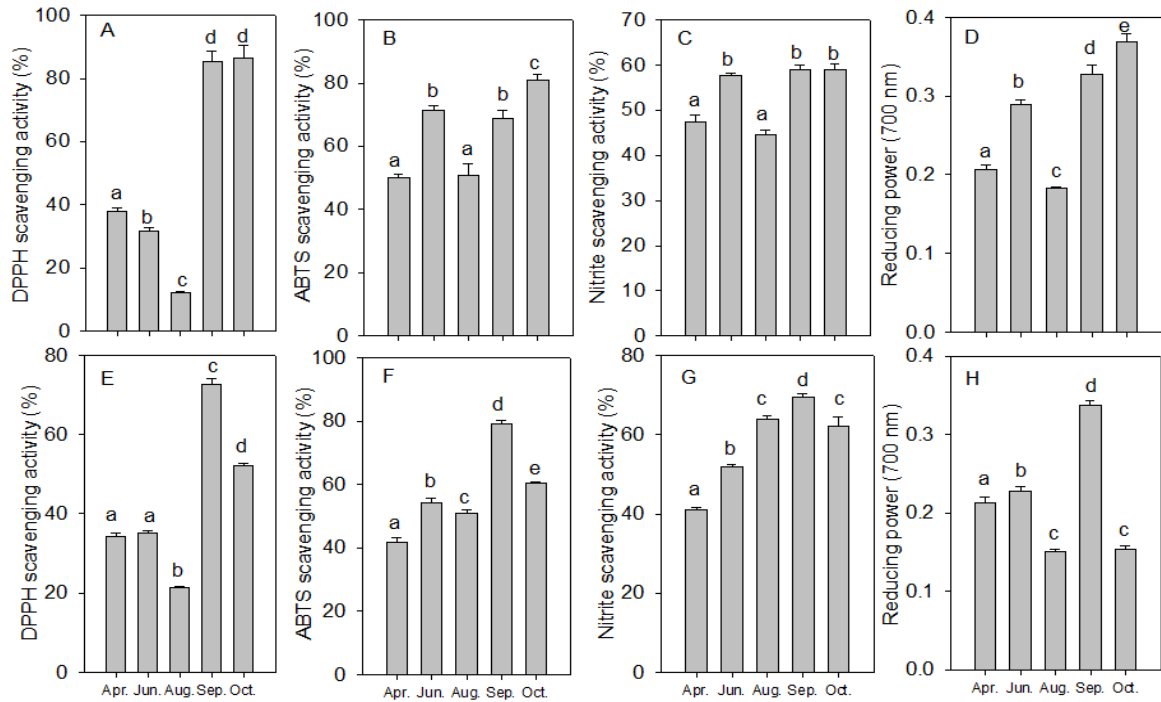 A
DPPH scavenging activity (%)
100
80
60
40
20
0
a
b
c
d
d
B
ABTS scavenging activity (%)
100
80
60
40
20
0
a
b
a
b
c
C
Nitrite scavenging activity (%)
70
60
50
40
30
20
10
0
a
b
a
b
b
D
Reducing power (700 nm)
0.4
0.3
0.2
0.1
0.0
a
b
c
d
e
E
DPPH scavenging activity (%)
80
60
40
20
0
a
a
b
c
d
Apr. Jun. Aug. Sep. Oct.
F
ABTS scavenging activity (%)
100
80
60
40
20
0
a
b
c
d
e
Apr. Jun. Aug. Sep. Oct.
G
Nitrite scavenging activity (%)
80
60
40
20
0
a
b
c
d
c
Apr. Jun. Aug. Sep. Oct.
H
Reducing power (700 nm)
0.4
0.3
0.2
0.1
0.0
a
b
c
d
c
Apr. Jun. Aug. Sep. Oct.